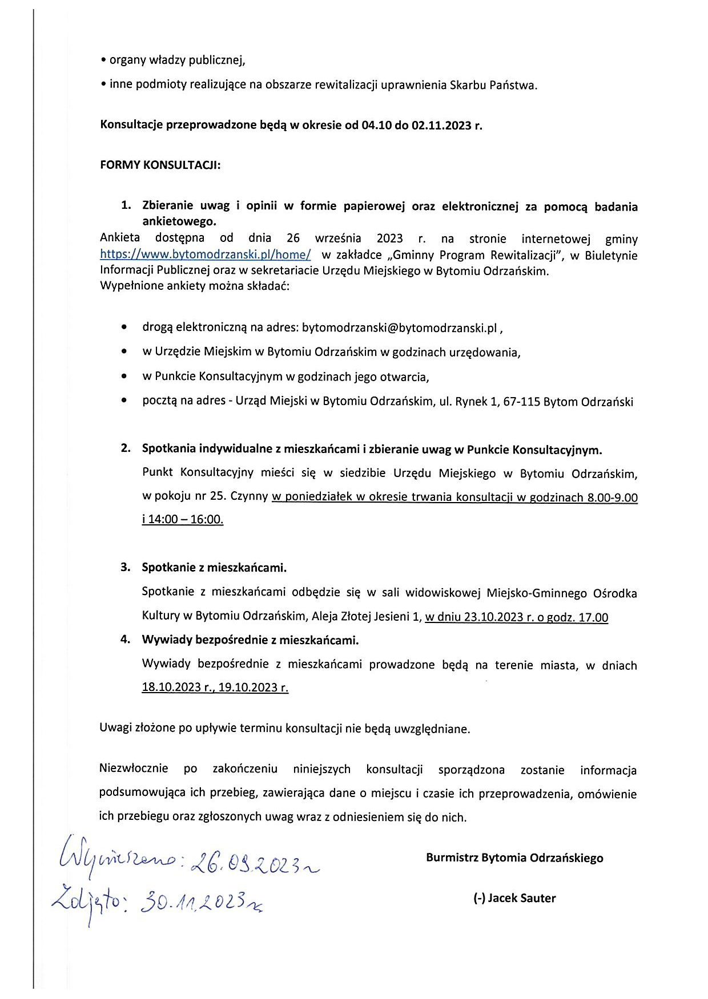 • organy władzy publicznej,
• inne podmioty realizujące na obszarze rewitalizacji uprawnienia Skarbu Państwa.
Konsultacje przeprowadzone będą w okresie od 04.10 do 02.11.2023 r.
FORMY KONSULTACJI:
1. Zbieranie uwag i opinii w formie papierowej oraz elektronicznej za pomocą badania
ankietowego.
Ankieta dostępna od dnia 26 września 2023 r. na stronie internetowej gminy
https://www.bytomodrzanski.pl/home/ w zakładce „Gminny Program Rewitalizacji”, w Biuletynie
Informacji Publicznej oraz w sekretariacie Urzędu Miejskiego w Bytomiu Odrzańskim.
Wypełnione ankiety można składać:
• drogą elektroniczną na adres: bytomodrzanski@bytomodrzanski.pl ,
• w Urzędzie Miejskim w Bytomiu Odrzańskim w godzinach urzędowania,
• w Punkcie Konsultacyjnym w godzinach jego otwarcia,
• pocztą na adres - Urząd Miejski w Bytomiu Odrzańskim, ul. Rynek 1, 67-115 Bytom Odrzański
2. Spotkania indywidualne z mieszkańcami i zbieranie uwag w Punkcie Konsultacyjnym.
Punkt Konsultacyjny mieści się w siedzibie Urzędu Miejskiego w Bytomiu Odrzańskim,
w pokoju nr 25. Czynny w poniedziałek w okresie trwania konsultacji w godzinach 8.00-9.00
i 14:00 – 16:00.
3. Spotkanie z mieszkańcami.
Spotkanie z mieszkańcami odbędzie się w sali widowiskowej Miejsko-Gminnego Ośrodka
Kultury w Bytomiu Odrzańskim, Aleja Złotej Jesieni 1, w dniu 23.10.2023 r. o godz. 17.00
4. Wywiady bezpośrednie z mieszkańcami.
Wywiady bezpośrednie z mieszkańcami prowadzone będą na terenie miasta, w dniach
18.10.2023 r., 19.10.2023 r.
Uwagi złożone po upływie terminu konsultacji nie będą uwzględniane.
Niezwłocznie po zakończeniu niniejszych konsultacji sporządzona zostanie informacja
podsumowująca ich przebieg, zawierająca dane o miejscu i czasie ich przeprowadzenia, omówienie
ich przebiegu oraz zgłoszonych uwag wraz z odniesieniem się do nich.
Burmistrz Bytomia Odrzańskiego
(-) Jacek Sauter
Wywieszono: 26.09.2023r
Zdjęto: 30.11.2023r.